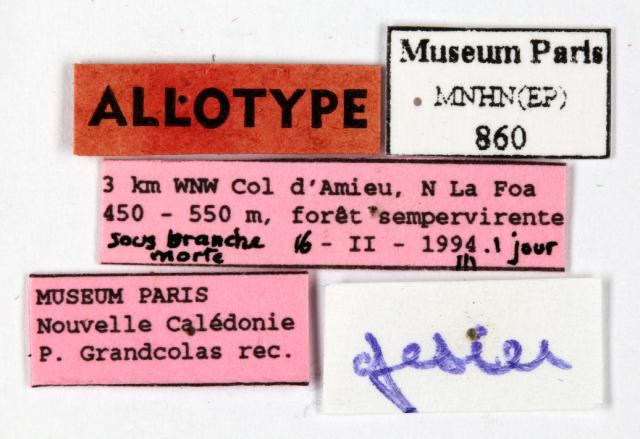 ALLOTYPE
Museum Paris
MNHN(EP)
860
3 km WNW Col d'Amieu, N La Foa
450 - 550 m, forêt sempervirente
sous branche morte 16 - II - 1994. 1 jour
MUSEUM PARIS
Nouvelle Calédonie
P. Grandcolas rec.
gesier